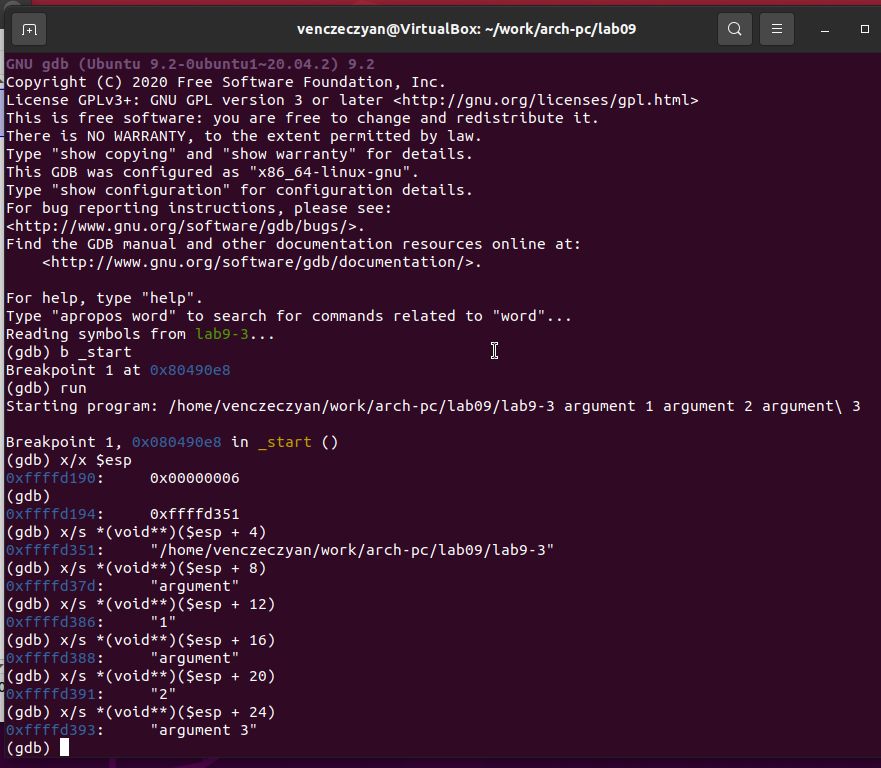 venczeczyan@VirtualBox: ~/work/arch-pc/lab09
GNU gdb (Ubuntu 9.2-0ubuntu1~20.04.2) 9.2
Copyright (C) 2020 Free Software Foundation, Inc.
License GPLv3+: GNU GPL version 3 or later <http://gnu.org/licenses/gpl.html>
This is free software: you are free to change and redistribute it.
There is NO WARRANTY, to the extent permitted by law.
Type "show copying" and "show warranty" for details.
This GDB was configured as "x86_64-linux-gnu".
Type "show configuration" for configuration details.
For bug reporting instructions, please see:
<http://www.gnu.org/software/gdb/bugs/>.
Find the GDB manual and other documentation resources online at:
    <http://www.gnu.org/software/gdb/documentation/>.

For help, type "help".
Type "apropos word" to search for commands related to "word"...
Reading symbols from lab9-3...
(gdb) b _start
Breakpoint 1 at 0x80490e8
(gdb) run
Starting program: /home/venczeczyan/work/arch-pc/lab09/lab9-3 argument 1 argument 2 argument\ 3

Breakpoint 1, 0x080490e8 in _start ()
(gdb) x/x $esp
0xffffd190:     0x00000006
(gdb)
0xffffd194:     0xffffd351
(gdb) x/s *(void**)($esp + 4)
0xffffd351:     "/home/venczeczyan/work/arch-pc/lab09/lab9-3"
(gdb) x/s *(void**)($esp + 8)
0xffffd37d:     "argument"
(gdb) x/s *(void**)($esp + 12)
0xffffd386:     "1"
(gdb) x/s *(void**)($esp + 16)
0xffffd388:     "argument"
(gdb) x/s *(void**)($esp + 20)
0xffffd391:     "2"
(gdb) x/s *(void**)($esp + 24)
0xffffd393:     "argument 3"
(gdb)